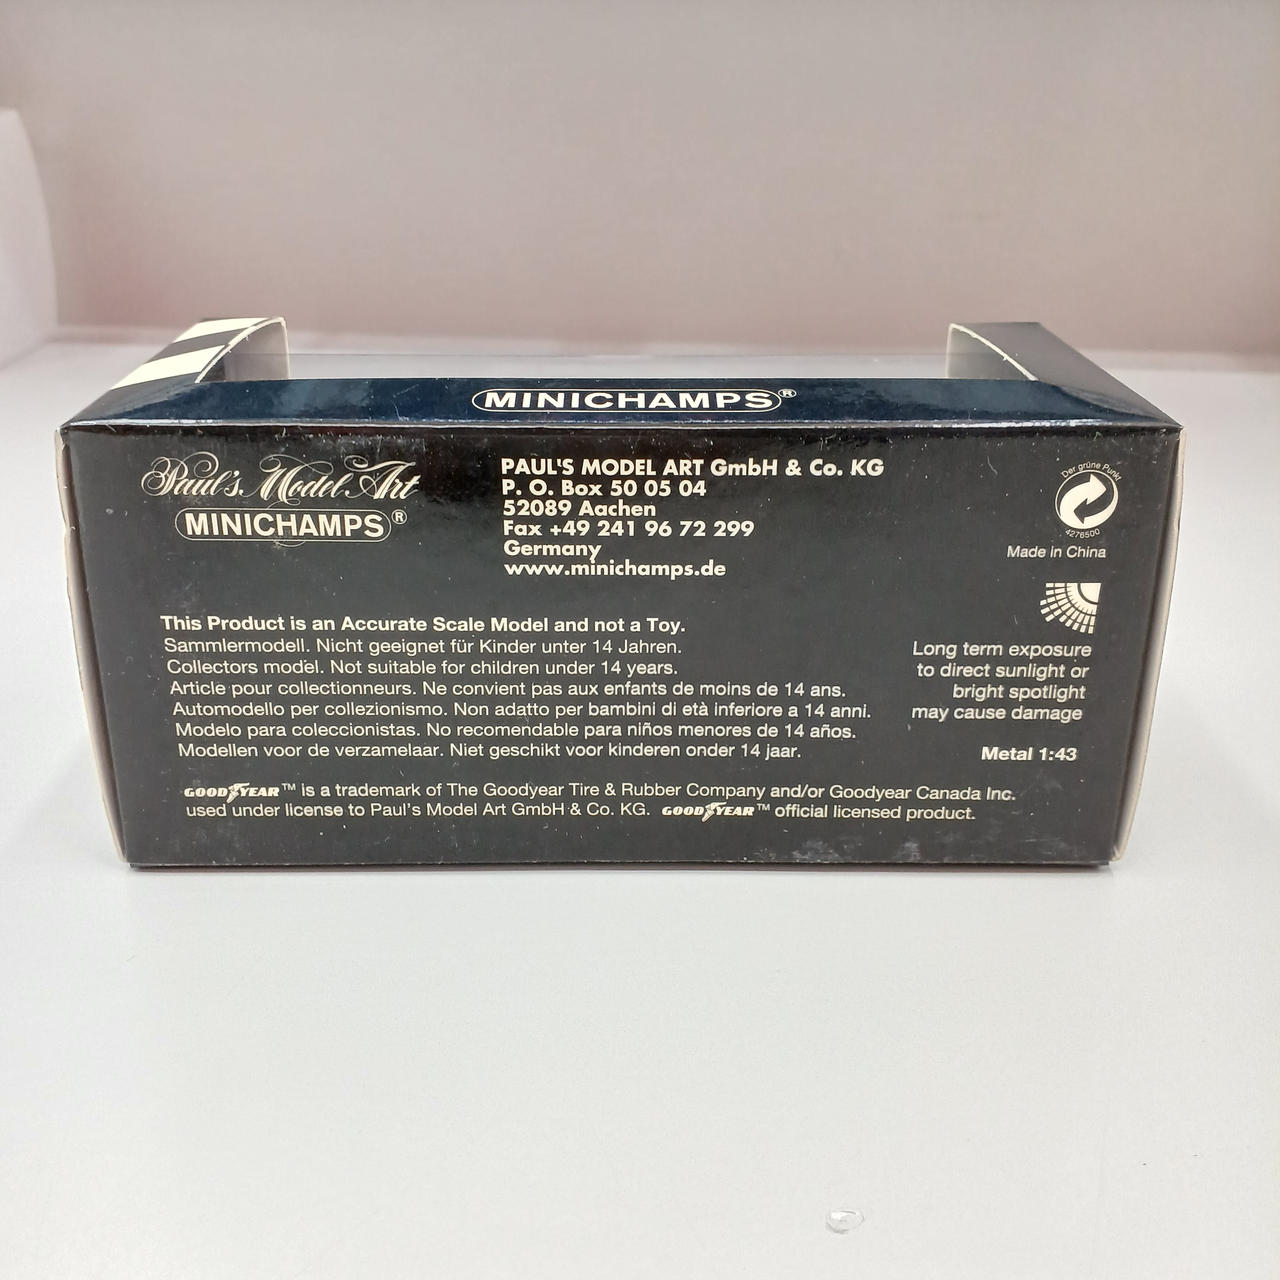 MINICHAMPS®
Paul's Model Art
MINICHAMPS®
PAUL'S MODEL ART GmbH & Co. KG
P. O. Box 50 05 04
52089 Aachen
Fax +49 241 96 72 299
Germany
www.minichamps.de
Der grüne Punkt
4276500
Made in China
This Product is an Accurate Scale Model and not a Toy.
Sammlermodell. Nicht geeignet für Kinder unter 14 Jahren.
Collectors model. Not suitable for children under 14 years.
Article pour collectionneurs. Ne convient pas aux enfants de moins de 14 ans.
Automodello per collezionismo. Non adatto per bambini di età inferiore a 14 anni.
Modelo para coleccionistas. No recomendable para niños menores de 14 años.
Modellen voor de verzamelaar. Niet geschikt voor kinderen onder 14 jaar.
Long term exposure
to direct sunlight or
bright spotlight
may cause damage
Metal 1:43
GOODYEAR™ is a trademark of The Goodyear Tire & Rubber Company and/or Goodyear Canada Inc.
used under license to Paul's Model Art GmbH & Co. KG. GOODYEAR™ official licensed product.